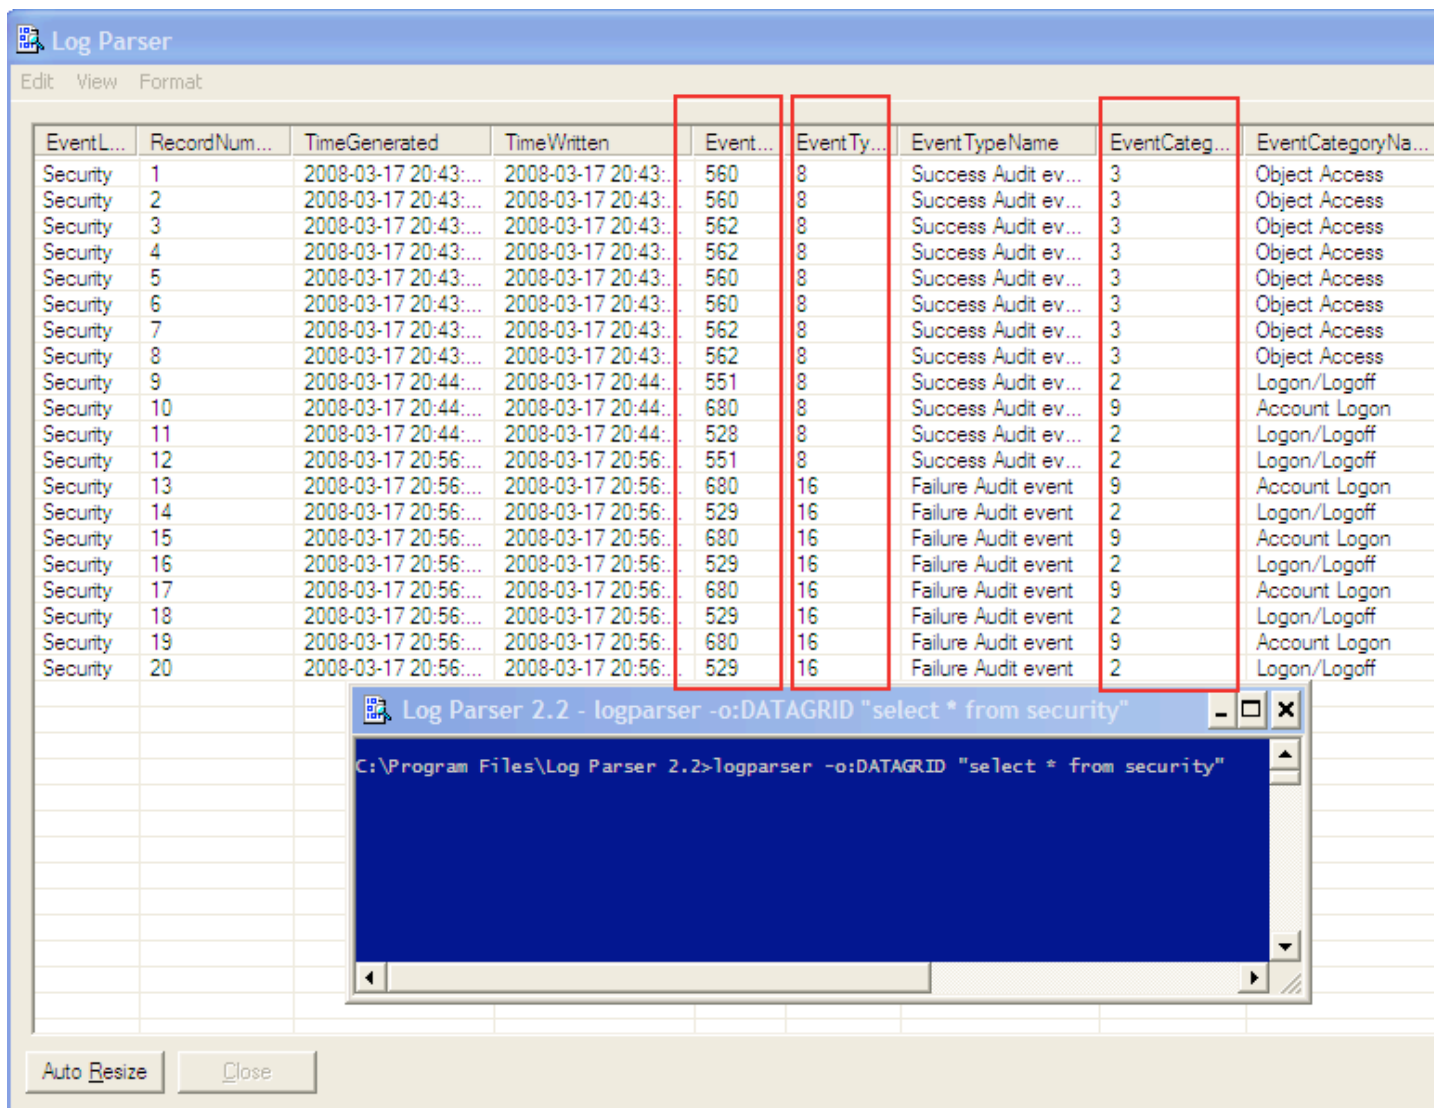 Log Parser
Edit View Format
EventL... RecordNum... TimeGenerated TimeWritten Event... EventTy... EventTypeName EventCateg... EventCategoryNa...
Security 1 2008-03-17 20:43:... 2008-03-17 20:43:... 560 8 Success Audit ev... 3 Object Access
Security 2 2008-03-17 20:43:... 2008-03-17 20:43:... 560 8 Success Audit ev... 3 Object Access
Security 3 2008-03-17 20:43:... 2008-03-17 20:43:... 562 8 Success Audit ev... 3 Object Access
Security 4 2008-03-17 20:43:... 2008-03-17 20:43:... 562 8 Success Audit ev... 3 Object Access
Security 5 2008-03-17 20:43:... 2008-03-17 20:43:... 560 8 Success Audit ev... 3 Object Access
Security 6 2008-03-17 20:43:... 2008-03-17 20:43:... 560 8 Success Audit ev... 3 Object Access
Security 7 2008-03-17 20:43:... 2008-03-17 20:43:... 562 8 Success Audit ev... 3 Object Access
Security 8 2008-03-17 20:43:... 2008-03-17 20:43:... 562 8 Success Audit ev... 3 Object Access
Security 9 2008-03-17 20:44:... 2008-03-17 20:44:... 551 8 Success Audit ev... 2 Logon/Logoff
Security 10 2008-03-17 20:44:... 2008-03-17 20:44:... 680 8 Success Audit ev... 9 Account Logon
Security 11 2008-03-17 20:44:... 2008-03-17 20:44:... 528 8 Success Audit ev... 2 Logon/Logoff
Security 12 2008-03-17 20:56:... 2008-03-17 20:56:... 551 8 Success Audit ev... 2 Logon/Logoff
Security 13 2008-03-17 20:56:... 2008-03-17 20:56:... 680 16 Failure Audit event 9 Account Logon
Security 14 2008-03-17 20:56:... 2008-03-17 20:56:... 529 16 Failure Audit event 2 Logon/Logoff
Security 15 2008-03-17 20:56:... 2008-03-17 20:56:... 680 16 Failure Audit event 9 Account Logon
Security 16 2008-03-17 20:56:... 2008-03-17 20:56:... 529 16 Failure Audit event 2 Logon/Logoff
Security 17 2008-03-17 20:56:... 2008-03-17 20:56:... 680 16 Failure Audit event 9 Account Logon
Security 18 2008-03-17 20:56:... 2008-03-17 20:56:... 529 16 Failure Audit event 2 Logon/Logoff
Security 19 2008-03-17 20:56:... 2008-03-17 20:56:... 680 16 Failure Audit event 9 Account Logon
Security 20 2008-03-17 20:56:... 2008-03-17 20:56:... 529 16 Failure Audit event 2 Logon/Logoff
Log Parser 2.2 - logparser -o:DATAGRID "select * from security"
C:\Program Files\Log Parser 2.2>logparser -o:DATAGRID "select * from security"
Auto Resize Close